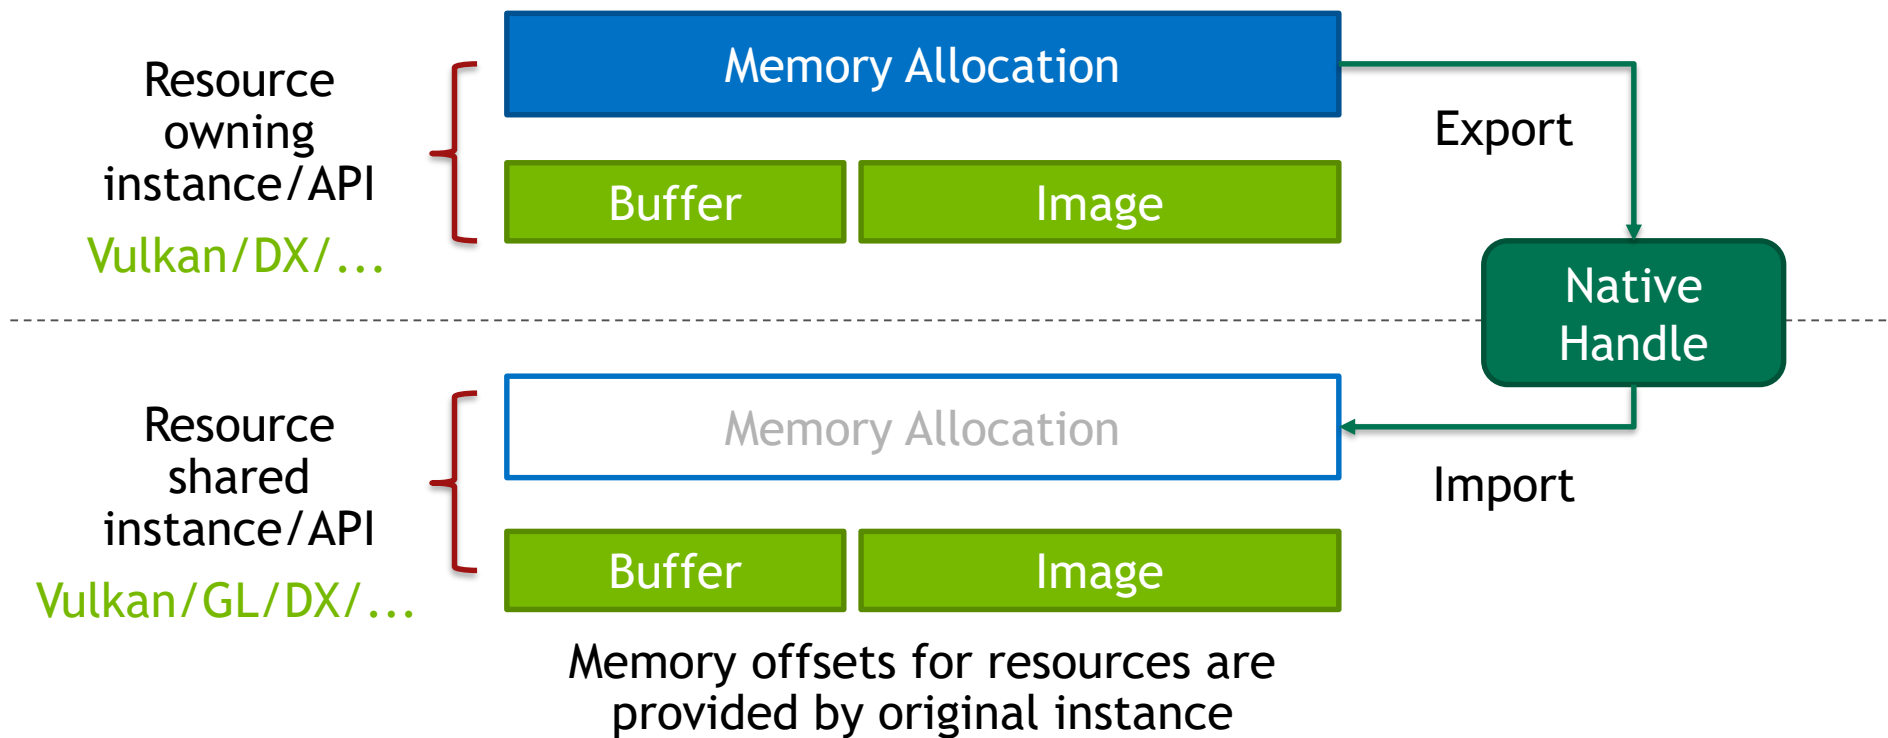 Resource
owning
instance/API
Vulkan/DX/...
Memory Allocation
Buffer
Image
Export
Native
Handle
Resource
shared
instance/API
Vulkan/GL/DX/...
Memory Allocation
Buffer
Image
Import
Memory offsets for resources are
provided by original instance